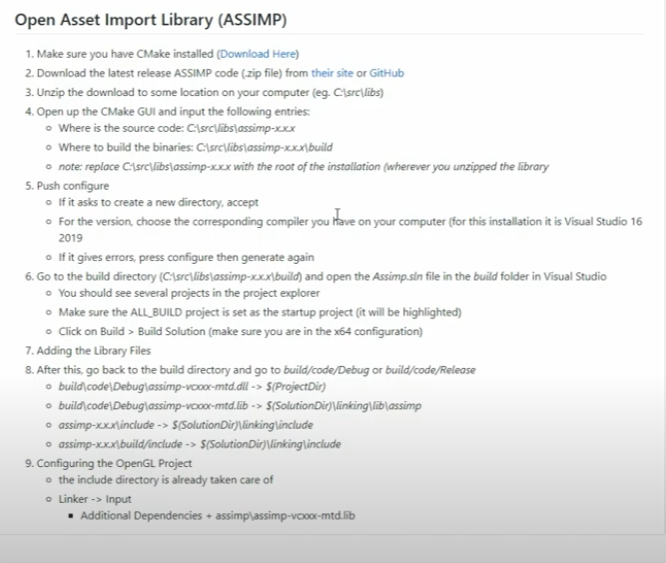 Open Asset Import Library (ASSIMP)
1. Make sure you have CMake installed (Download Here)
2. Download the latest release ASSIMP code (.zip file) from their site or GitHub
3. Unzip the download to some location on your computer (eg. C:\src\libs)
4. Open up the CMake GUI and input the following entries:
Where is the source code: C:\src\libs\assimp-x.x.x
Where to build the binaries: C:\src\libs\assimp-x.x.x\build
note: replace C:\src\libs\assimp-x.x.x with the root of the installation (wherever you unzipped the library
5. Push configure
If it asks to create a new directory, accept
For the version, choose the corresponding compiler you have on your computer (for this installation it is Visual Studio 16
2019
If it gives errors, press configure then generate again
6. Go to the build directory (C:\src\libs\assimp-x.x.x\build) and open the Assimp.sln file in the build folder in Visual Studio
You should see several projects in the project explorer
Make sure the ALL_BUILD project is set as the startup project (it will be highlighted)
Click on Build > Build Solution (make sure you are in the x64 configuration)
7. Adding the Library Files
8. After this, go back to the build directory and go to build/code/Debug or build/code/Release
build\code\Debug\assimp-vcxxx-mtd.dll -> $(ProjectDir)
build\code\Debug\assimp-vcxxx-mtd.lib -> $(SolutionDir)\linking\lib\assimp
assimp-x.x.x\include -> $(SolutionDir)\linking\include
assimp-x.x.x\build/include -> $(SolutionDir)\linking\include
9. Configuring the OpenGL Project
the include directory is already taken care of
Linker -> Input
Additional Dependencies + assimp\assimp-vcxxx-mtd.lib